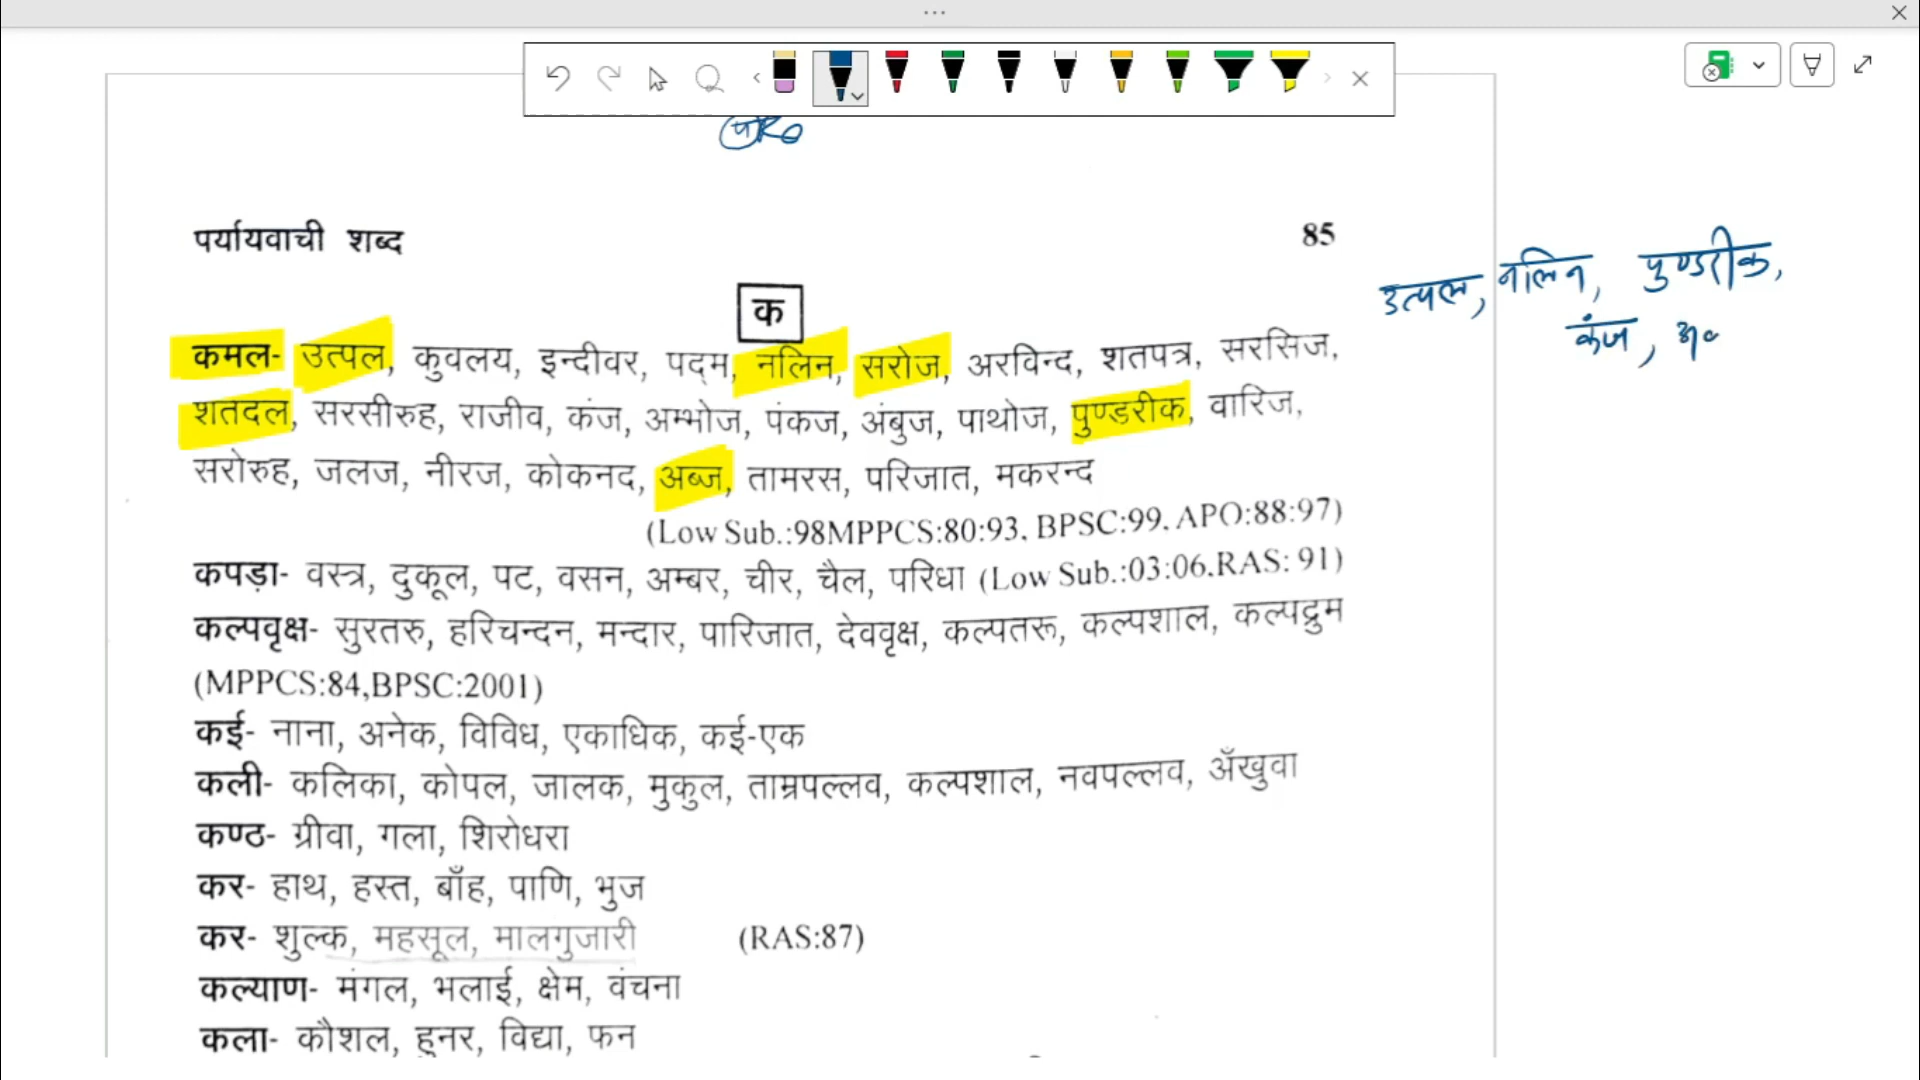 पर्यायवाची शब्द 85
क
कमल- उत्पल, कुवलय, इन्दीवर, पद्म, नलिन, सरोज, अरविन्द, शतपत्र, सरसिज,
शतदल, सरसीरुह, राजीव, कंज, अम्भोज, पंकज, अंबुज, पाथोज, पुण्डरीक, वारिज,
सरोरुह, जलज, नीरज, कोकनद, अब्ज, तामरस, परिजात, मकरन्द
(Low Sub.:98MPPCS:80:93. BPSC:99. APO:88:97)
कपड़ा- वस्त्र, दुकूल, पट, वसन, अम्बर, चीर, चैल, परिधा (Low Sub.:03:06.RAS: 91)
कल्पवृक्ष- सुरतरु, हरिचन्दन, मन्दार, पारिजात, देववृक्ष, कल्पतरू, कल्पशाल, कल्पद्रुम
(MPPCS:84,BPSC:2001)
कई- नाना, अनेक, विविध, एकाधिक, कई-एक
कली- कलिका, कोपल, जालक, मुकुल, ताम्रपल्लव, कल्पशाल, नवपल्लव, अँखुवा
कण्ठ- ग्रीवा, गला, शिरोधरा
कर- हाथ, हस्त, बाँह, पाणि, भुज
कर- शुल्क, महसूल, मालगुजारी (RAS:87)
कल्याण- मंगल, भलाई, क्षेम, वंचना
कला- कौशल, हुनर, विद्या, फन
उत्पल, नलिन, पुण्डरीक,
कंज,